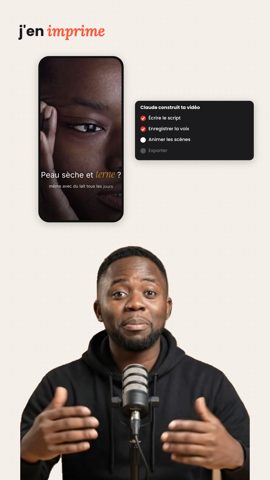 j'en imprime
Peau sèche et terne ?
même avec du lait tous les jours
Claude construit ta vidéo
Écrire le script
Enregistrer la voix
Animer les scènes
Exporter